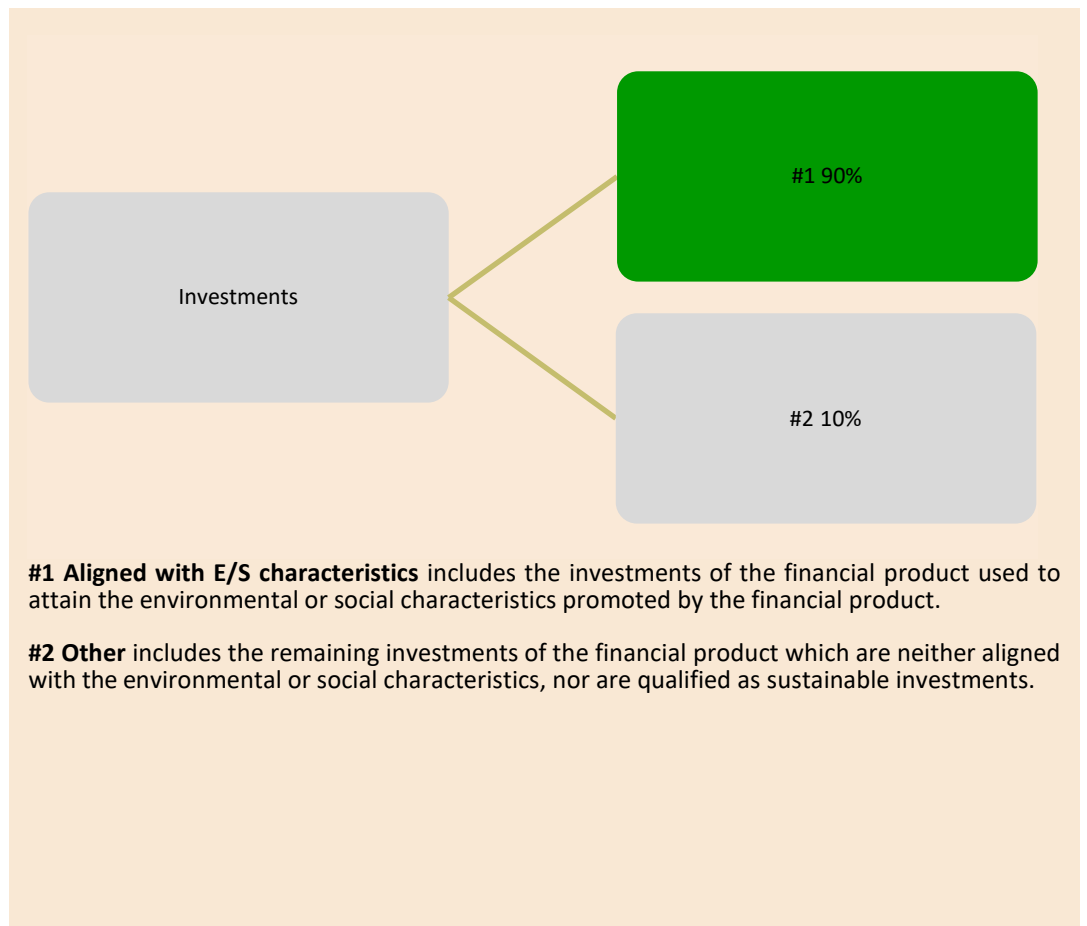 #1 90%
Investments
#2 10%
#1 Aligned with E/S characteristics includes the investments of the financial product used to
attain the environmental or social characteristics promoted by the financial product.
#2 Other includes the remaining investments of the financial product which are neither aligned
with the environmental or social characteristics, nor are qualified as sustainable investments.